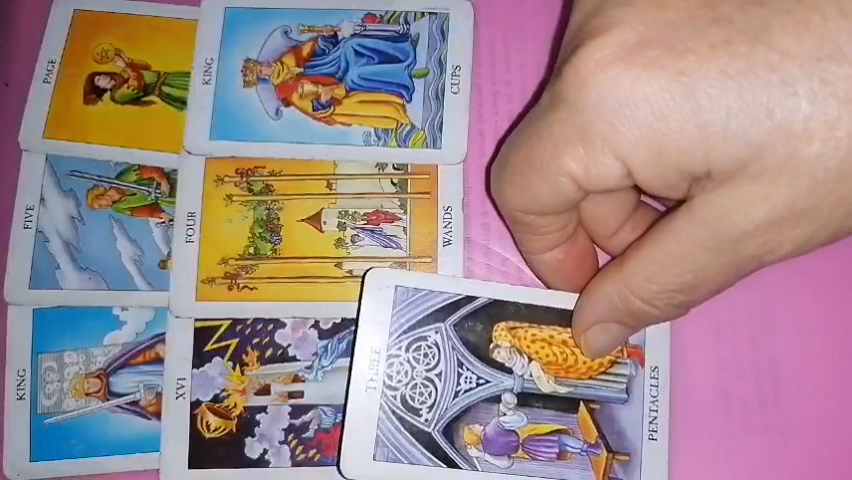 PAGE
KING
CUPS
FIVE
FOUR
WANDS
KING
XVI
THREE
PENTACLES